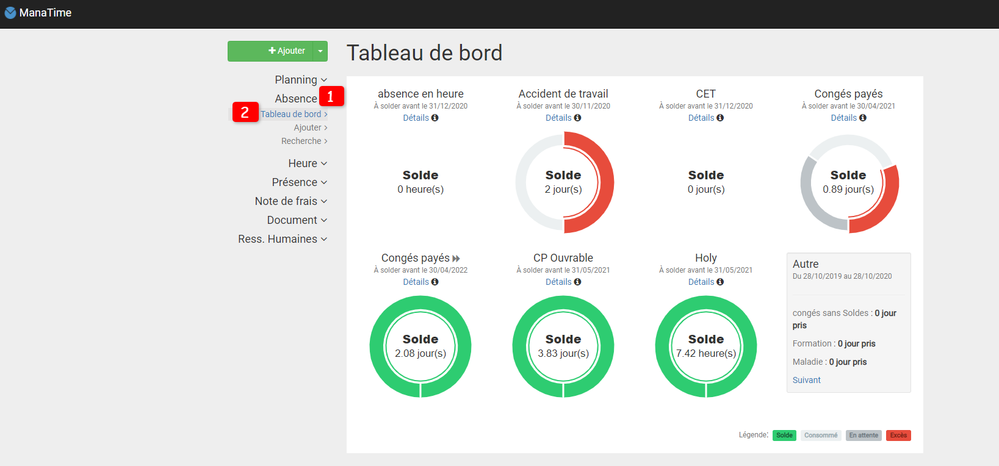 ManaTime
Ajouter
Planning
Absence
1
2
Tableau de bord
Ajouter
Recherche
Heure
Présence
Note de frais
Document
Ress. Humaines
Tableau de bord
absence en heure
À solder avant le 31/12/2020
Détails
Solde
0 heure(s)
Accident de travail
À solder avant le 30/11/2020
Détails
Solde
2 jour(s)
CET
À solder avant le 31/12/2020
Détails
Solde
0 jour(s)
Congés payés
À solder avant le 30/04/2021
Détails
Solde
0.89 jour(s)
Congés payés
À solder avant le 30/04/2022
Détails
Solde
2.08 jour(s)
CP Ouvrable
À solder avant le 31/05/2021
Détails
Solde
3.83 jour(s)
Holy
À solder avant le 31/05/2021
Détails
Solde
7.42 heure(s)
Autre
Du 28/10/2019 au 28/10/2020
congés sans Soldes : 0 jour
pris
Formation : 0 jour pris
Maladie : 0 jour pris
Suivant
Légende: Solde Consommé En attente Excès